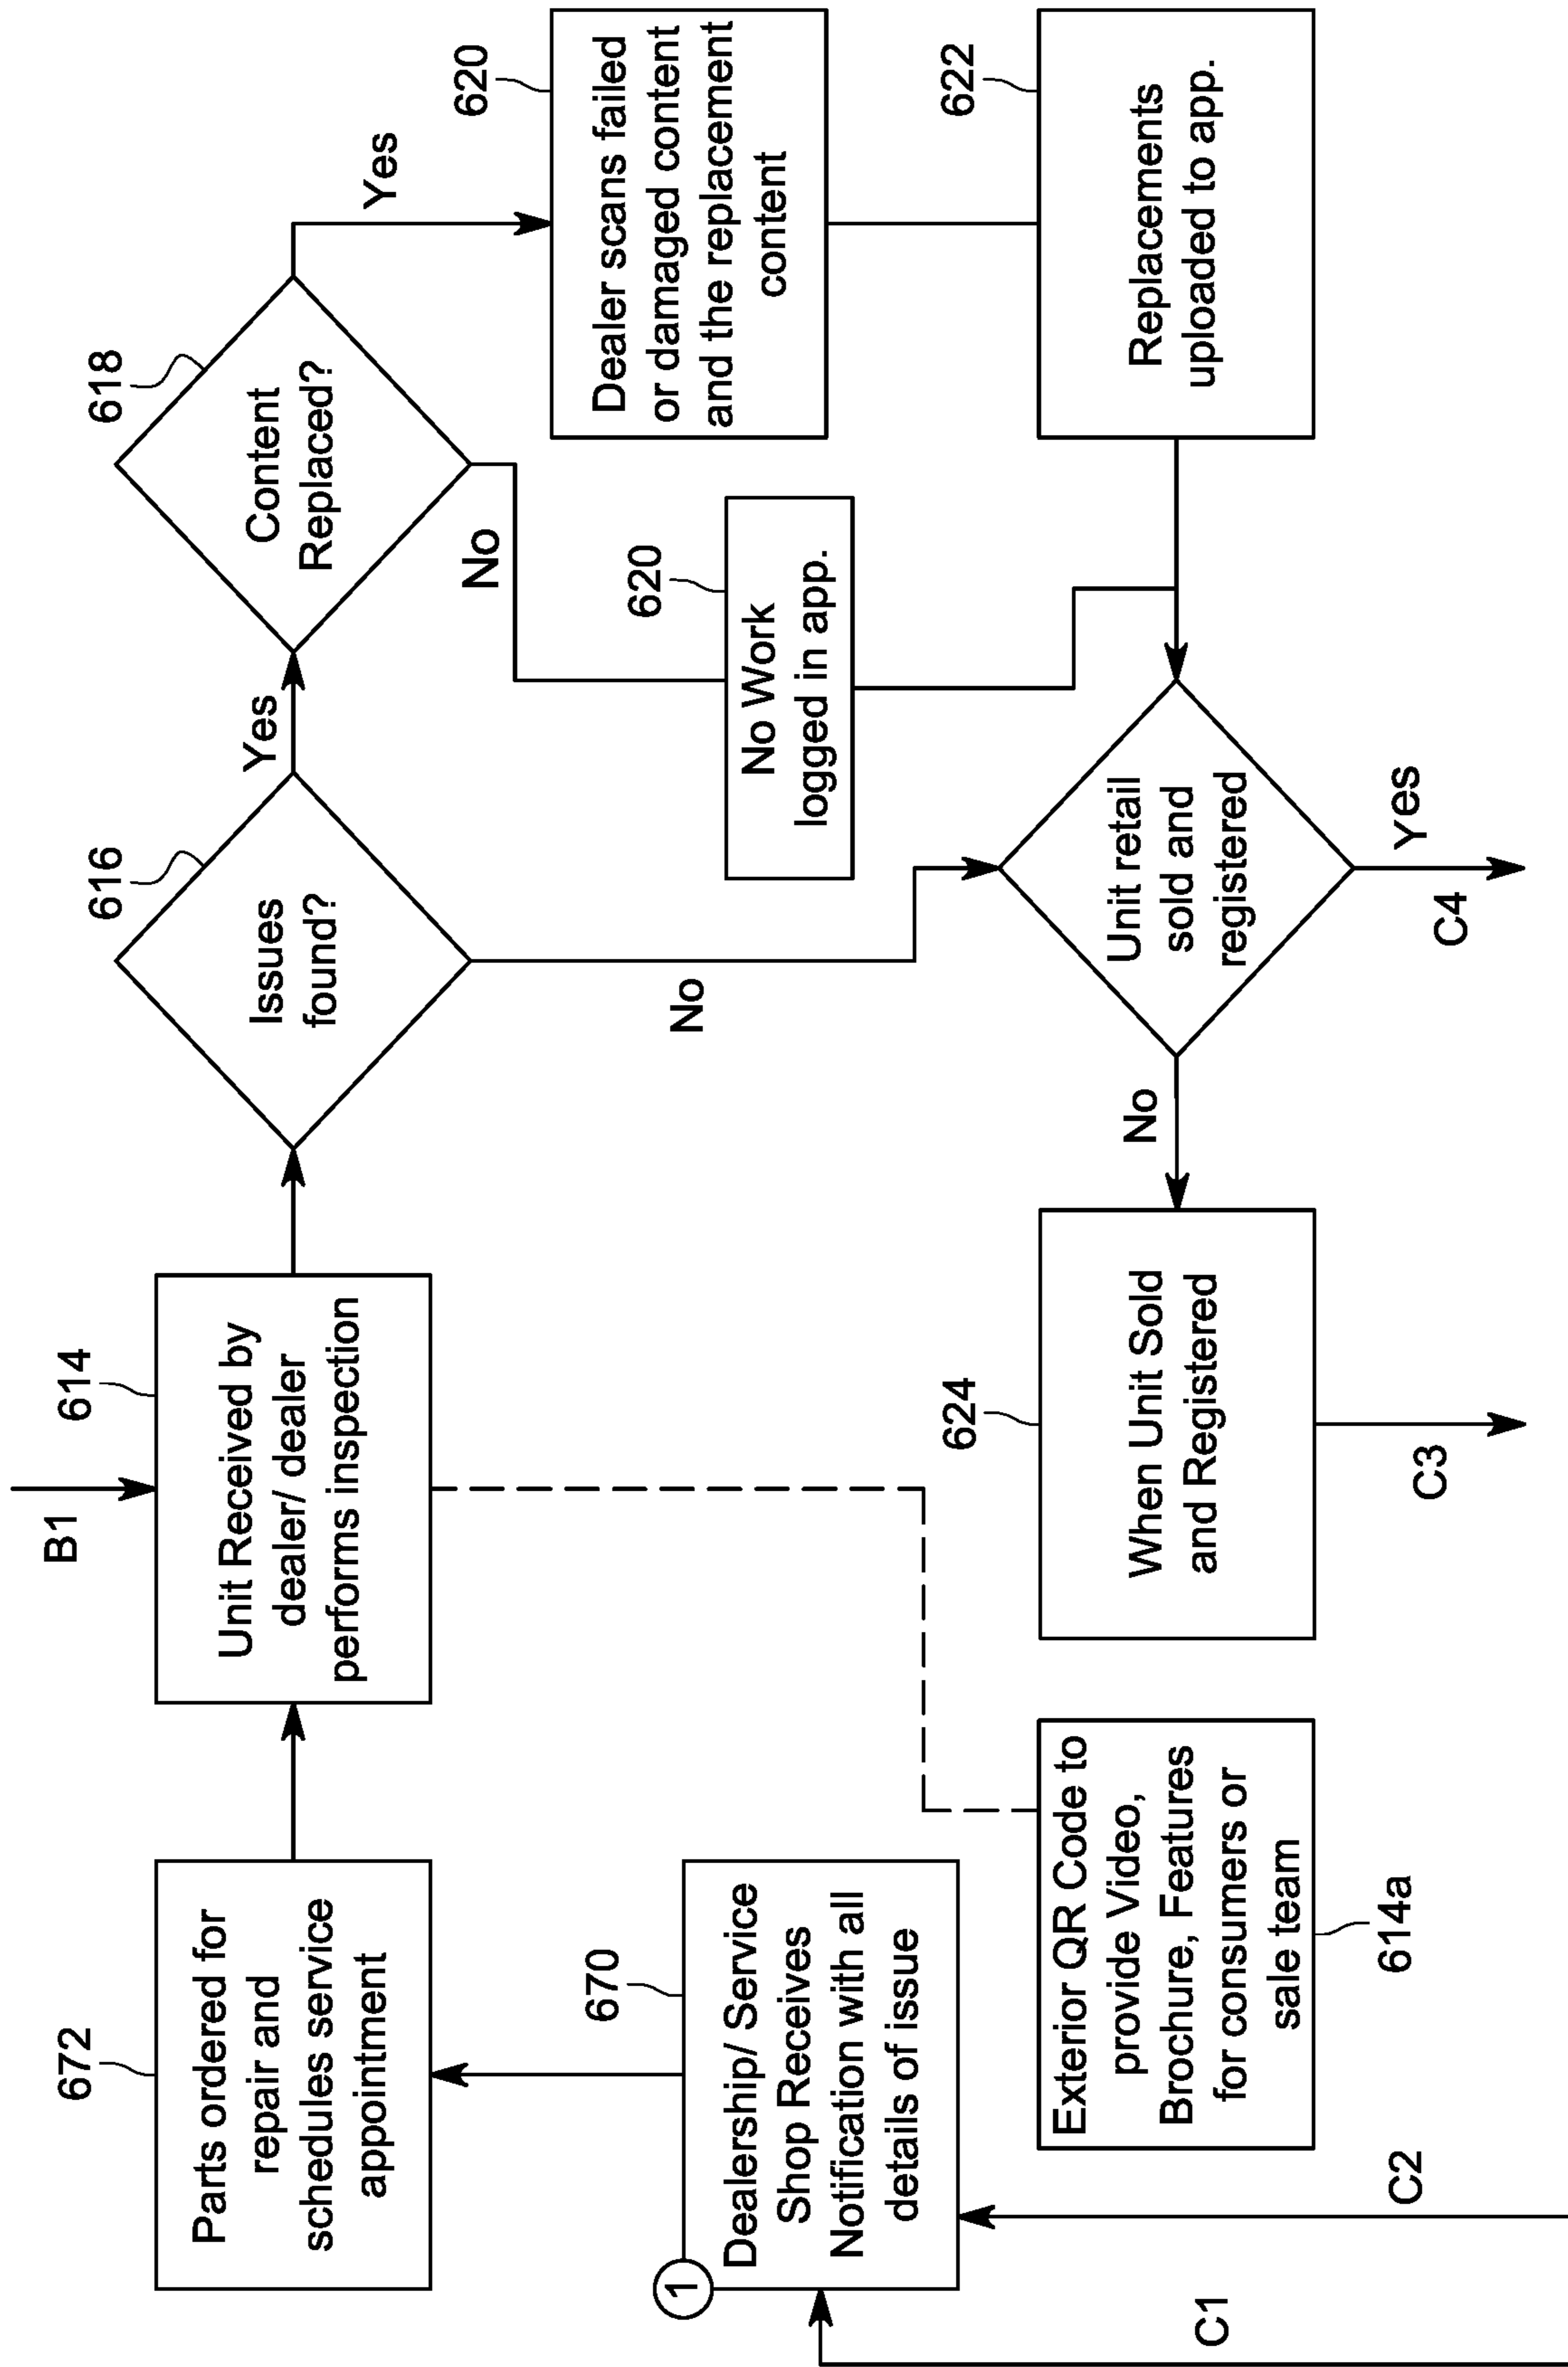 B1
672
Parts ordered for
repair and
schedules service
appointment
614
Unit Received by
dealer/ dealer
performs inspection
616
Issues
found?
Yes
No
618
Content
Replaced?
Yes
No
620
Dealer scans failed
or damaged content
and the replacement
content
670
1
Dealership/ Service
Shop Receives
Notification with all
details of issue
620
No Work
logged in app.
622
Replacements
uploaded to app.
Exterior QR Code to
provide Video,
Brochure, Features
for consumers or
sale team
614a
624
When Unit Sold
and Registered
No
Unit retail
sold and
registered
Yes
C1
C2
C3
C4